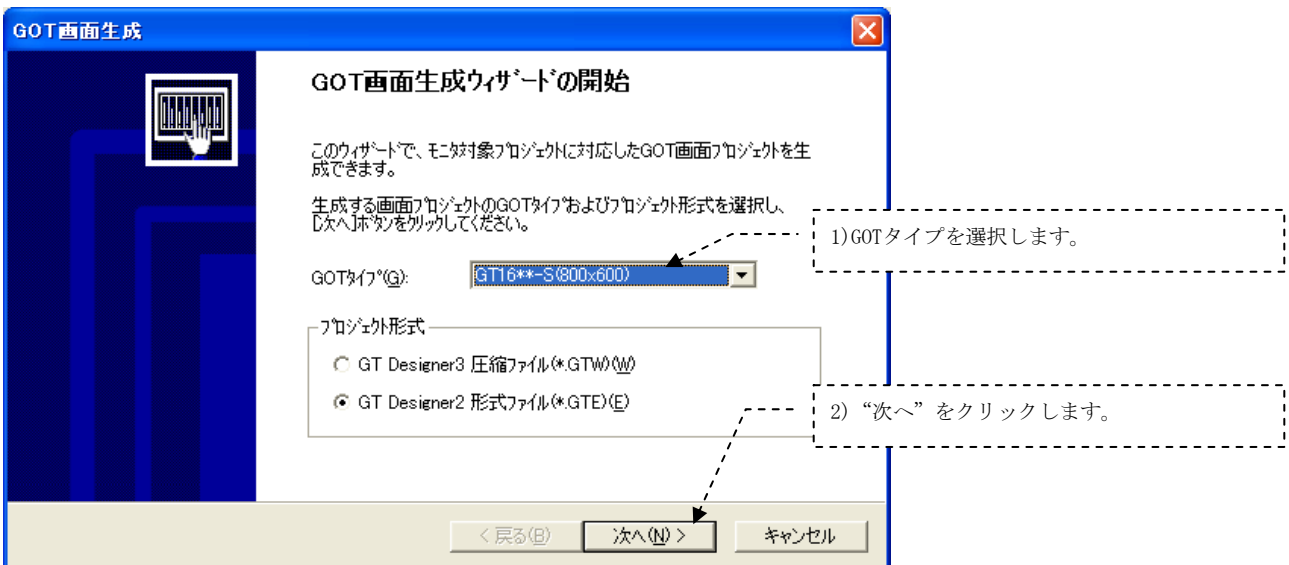 GOT画面生成
GOT画面生成ウィザードの開始
このウィザードで、モニタ対象プロジェクトに対応したGOT画面プロジェクトを生
成できます。
生成する画面プロジェクトのGOTタイプおよびプロジェクト形式を選択し、
[次へ]ボタンをクリックしてください。
1)GOTタイプを選択します。
GOTタイプ(G):
GT16**-S(800x600)
プロジェクト形式
GT Designer3 圧縮ファイル(*.GTW)(W)
GT Designer2 形式ファイル(*.GTE)(E)
2)“次へ”をクリックします。
< 戻る(B)
次へ(N) >
キャンセル